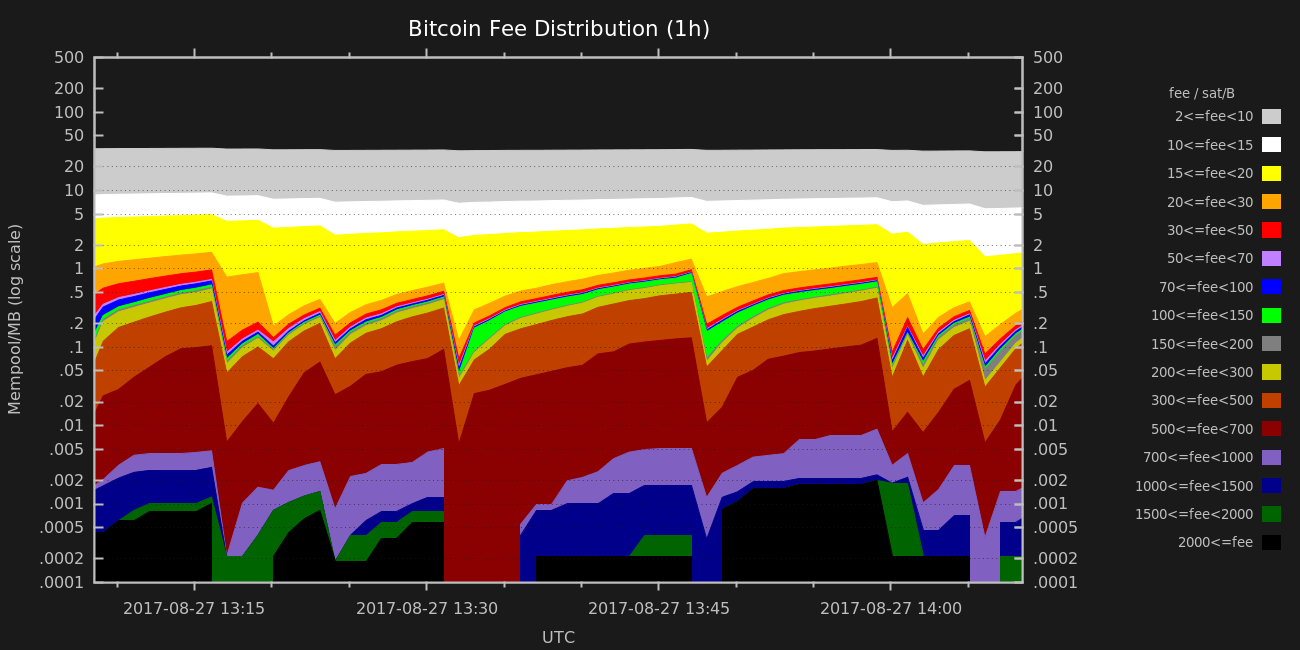 Bitcoin Fee Distribution (1h)
500
200
100
50
20
10
5
2
1
.5
.2
.1
.05
.02
.01
.005
.002
.001
.0005
.0002
.0001
Mempool/MB (log scale)
500
200
100
50
20
10
5
2
1
.5
.2
.1
.05
.02
.01
.005
.002
.001
.0005
.0002
.0001
2017-08-27 13:15
2017-08-27 13:30
2017-08-27 13:45
2017-08-27 14:00
UTC
fee / sat/B
2<=fee<10
10<=fee<15
15<=fee<20
20<=fee<30
30<=fee<50
50<=fee<70
70<=fee<100
100<=fee<150
150<=fee<200
200<=fee<300
300<=fee<500
500<=fee<700
700<=fee<1000
1000<=fee<1500
1500<=fee<2000
2000<=fee